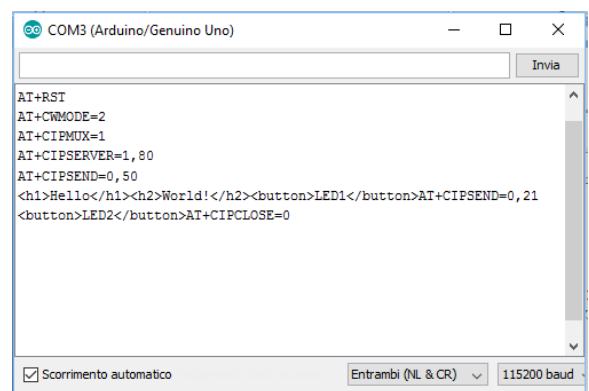 COM3 (Arduino/Genuino Uno)
Invia
AT+RST
AT+CWMODE=2
AT+CIPMUX=1
AT+CIPSERVER=1,80
AT+CIPSEND=0,50
<h1>Hello</h1><h2>World!</h2><button>LED1</button>AT+CIPSEND=0,21
<button>LED2</button>AT+CIPCLOSE=0
Scorrimento automatico
Entrambi (NL & CR)
115200 baud